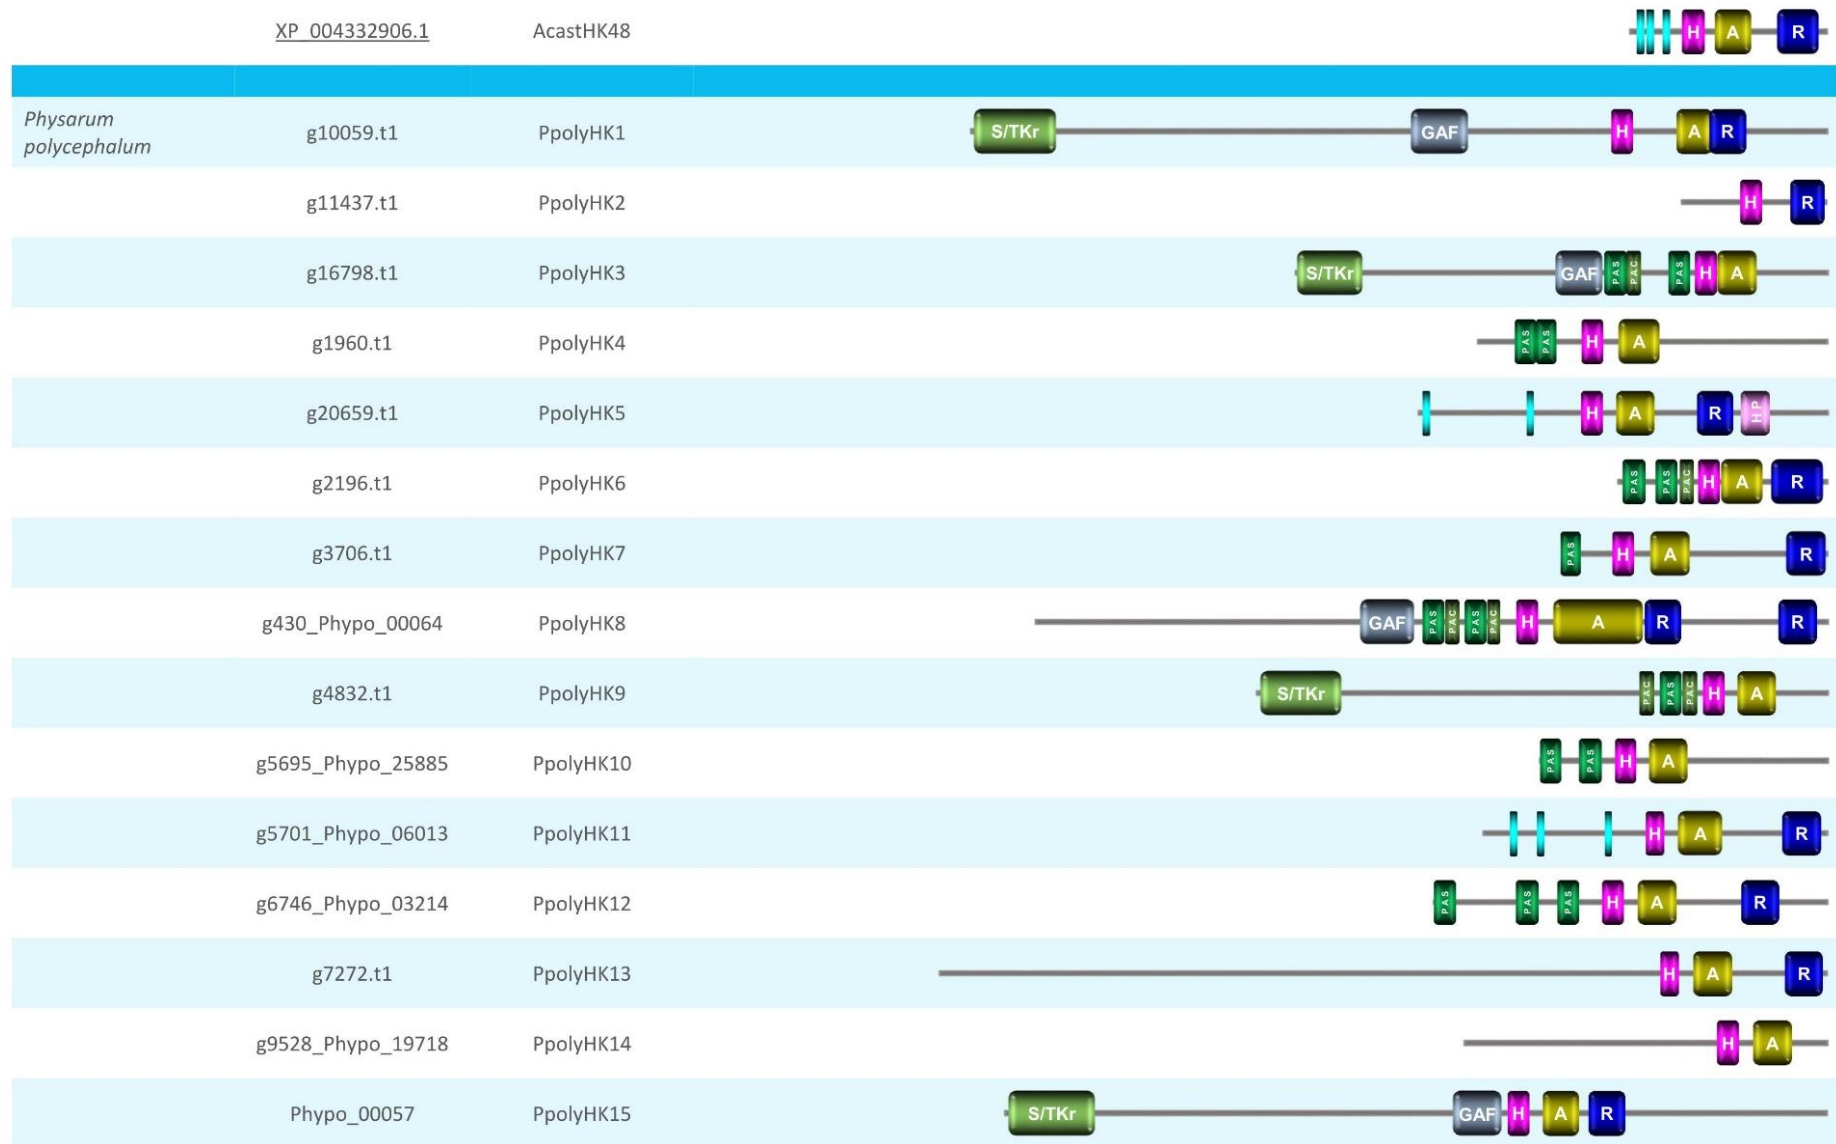 XP_004332906.1 AcastHK48 H A R
Physarum
polycephalum g10059.t1 PpolyHK1 S/TKr GAF H A R
g11437.t1 PpolyHK2 H R
g16798.t1 PpolyHK3 S/TKr GAF PAS PAC PAS H A
g1960.t1 PpolyHK4 PAS PAS H A
g20659.t1 PpolyHK5 H A R HP
g2196.t1 PpolyHK6 PAS PAS PAC H A R
g3706.t1 PpolyHK7 PAS H A R
g430_Phypo_00064 PpolyHK8 GAF PAS PAC PAS PAC H A R R
g4832.t1 PpolyHK9 S/TKr PAC PAS PAC H A
g5695_Phypo_25885 PpolyHK10 PAS PAS H A
g5701_Phypo_06013 PpolyHK11 H A R
g6746_Phypo_03214 PpolyHK12 PAS PAS PAS H A R
g7272.t1 PpolyHK13 H A R
g9528_Phypo_19718 PpolyHK14 H A
Phypo_00057 PpolyHK15 S/TKr GAF H A R